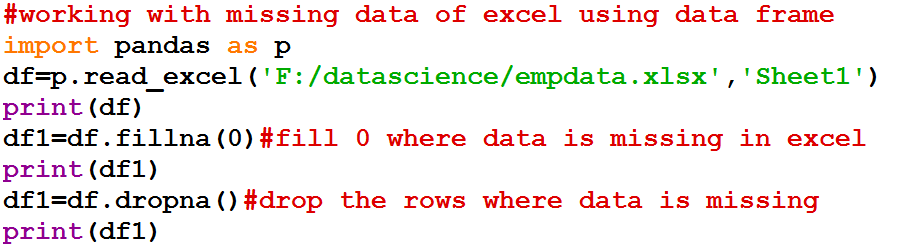 #working with missing data of excel using data frame
import pandas as p
df=p.read_excel('F:/datascience/empdata.xlsx','Sheet1')
print(df)
df1=df.fillna(0)#fill 0 where data is missing in excel
print(df1)
df1=df.dropna()#drop the rows where data is missing
print(df1)